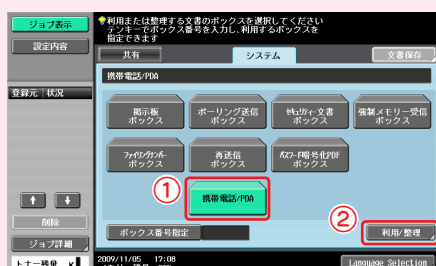 ジョブ表示
設定内容
利用または整理する文書のボックスを選択してください
テンキーでボックス番号を入力し、利用するボックスを
指定できます
共有
システム
文書保存
携帯電話/PDA
登録元 状況
掲示板
ボックス
ポーリング送信
ボックス
セキュリティー文書
ボックス
強制メモリー受信
ボックス
ファイリングナンバー
ボックス
再送信
ボックス
パスワード暗号化PDF
ボックス
①
携帯電話/PDA
②
↑ ↓
削除
ジョブ詳細
ボックス番号指定
利用/整理
トナー残量 K
2009/11/05 17:08
Language Selection